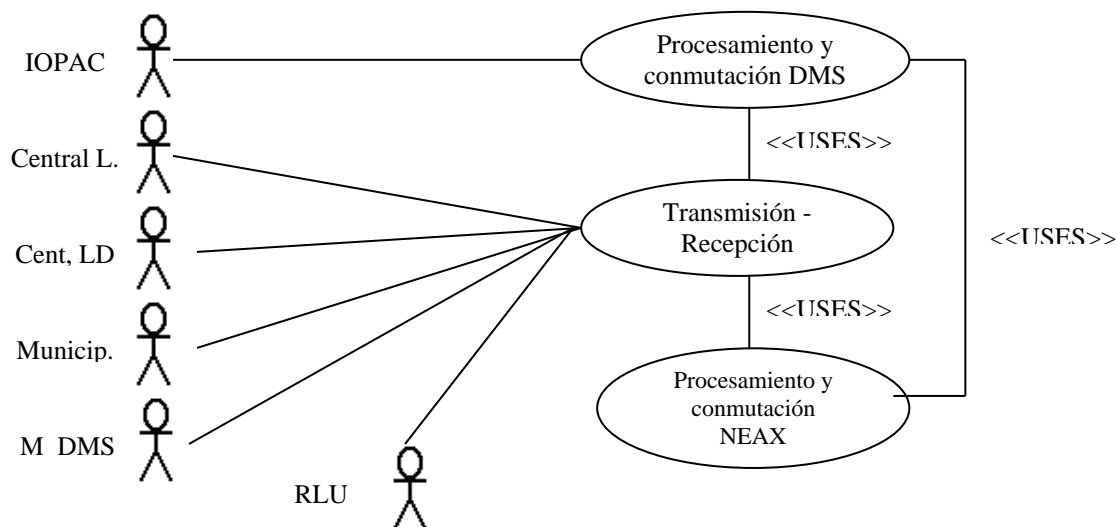 IOPAC
Procesamiento y
conmutación DMS
Central L.
<<USES>>
Transmisión -
Recepción
Cent, LD
<<USES>>
<<USES>>
Municip.
Procesamiento y
conmutación
NEAX
M DMS
RLU